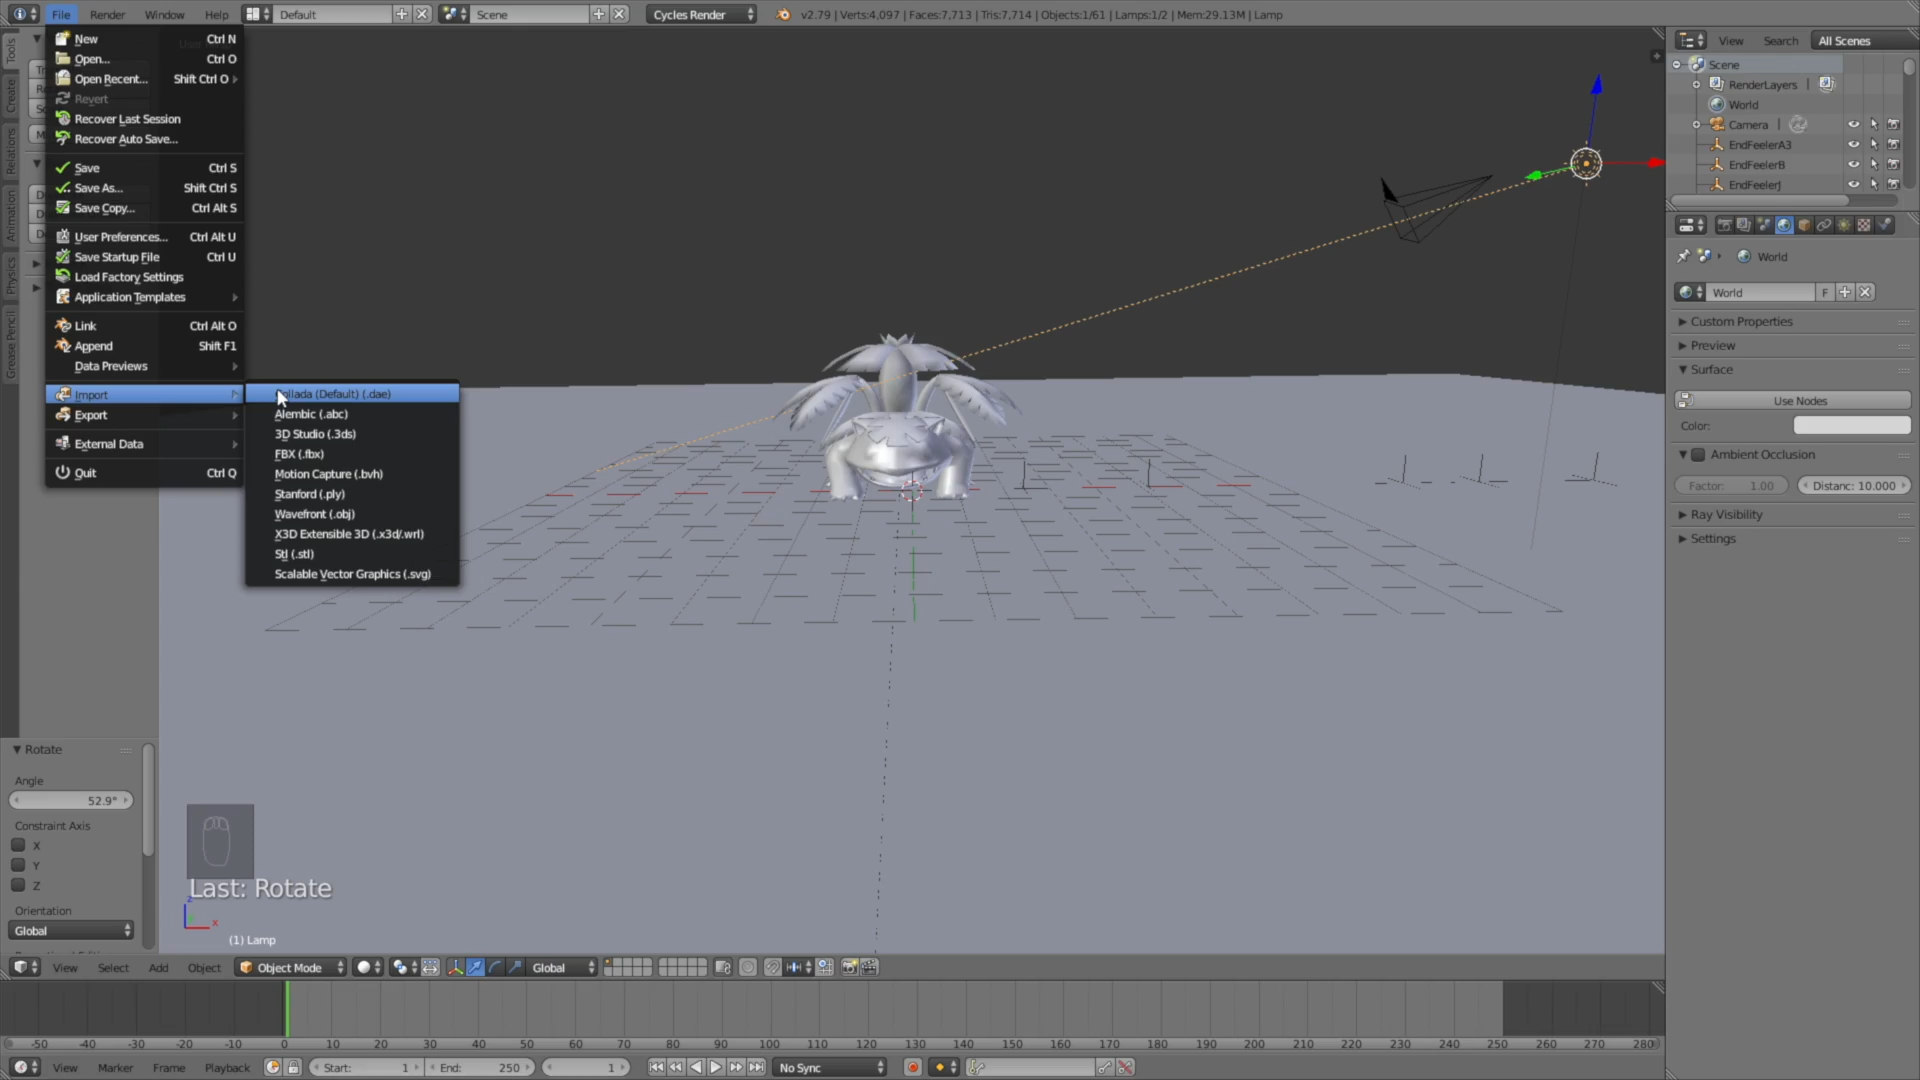 File Render Window Help Default Scene Cycles Render v2.79 | Verts:4,097 | Faces:7,713 | Tris:7,714 | Objects:1/61 | Lamps:1/2 | Mem:29.13M | Lamp
New Ctrl N
Open... Ctrl O
Open Recent... Shift Ctrl O
Revert
Recover Last Session
Recover Auto Save...
Save Ctrl S
Save As... Shift Ctrl S
Save Copy... Ctrl Alt S
User Preferences... Ctrl Alt U
Save Startup File Ctrl U
Load Factory Settings
Application Templates
Link Ctrl Alt O
Append Shift F1
Data Previews
Import
Export
External Data
Quit Ctrl Q
(Default) (.dae)
Alembic (.abc)
3D Studio (.3ds)
FBX (.fbx)
Motion Capture (.bvh)
Stanford (.ply)
Wavefront (.obj)
X3D Extensible 3D (.x3d/.wrl)
Stl (.stl)
Scalable Vector Graphics (.svg)
Tools
Create
Relations
Animation
Physics
Grease Pencil
View Search All Scenes
Scene
RenderLayers |
World
Camera |
EndFeelerA3
EndFeelerB
EndFeelerJ
World
World F
Custom Properties
Preview
Surface
Use Nodes
Color:
Ambient Occlusion
Factor: 1.00 Distanc: 10.000
Ray Visibility
Settings
Rotate
Angle
52.9°
Constraint Axis
X
Y
Z
Orientation
Global
Last: Rotate
z
x
(1) Lamp
View Select Add Object Object Mode Global
-50 -40 -30 -20 -10 0 10 20 30 40 50 60 70 80 90 100 110 120 130 140 150 160 170 180 190 200 210 220 230 240 250 260 270 280
View Marker Frame Playback Start: 1 End: 250 1 No Sync